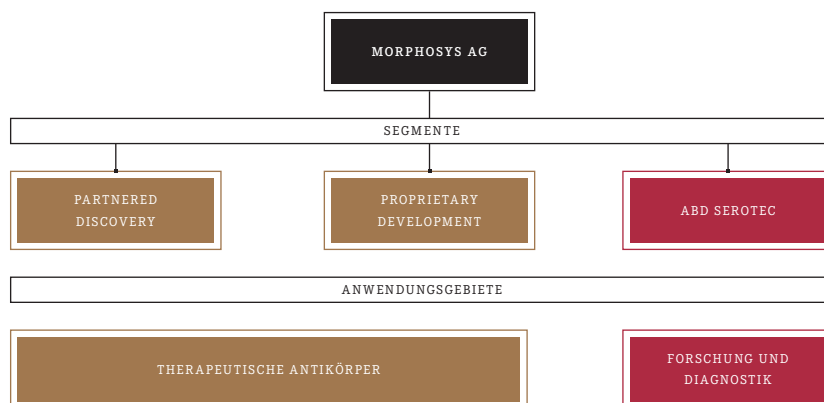 MORPHOSYS AG
SEGMENTE
PARTNERED
DISCOVERY
PROPRIETARY
DEVELOPMENT
ABD SEROTEC
ANWENDUNGSGEBIETE
THERAPEUTISCHE ANTIKÖRPER
FORSCHUNG UND
DIAGNOSTIK